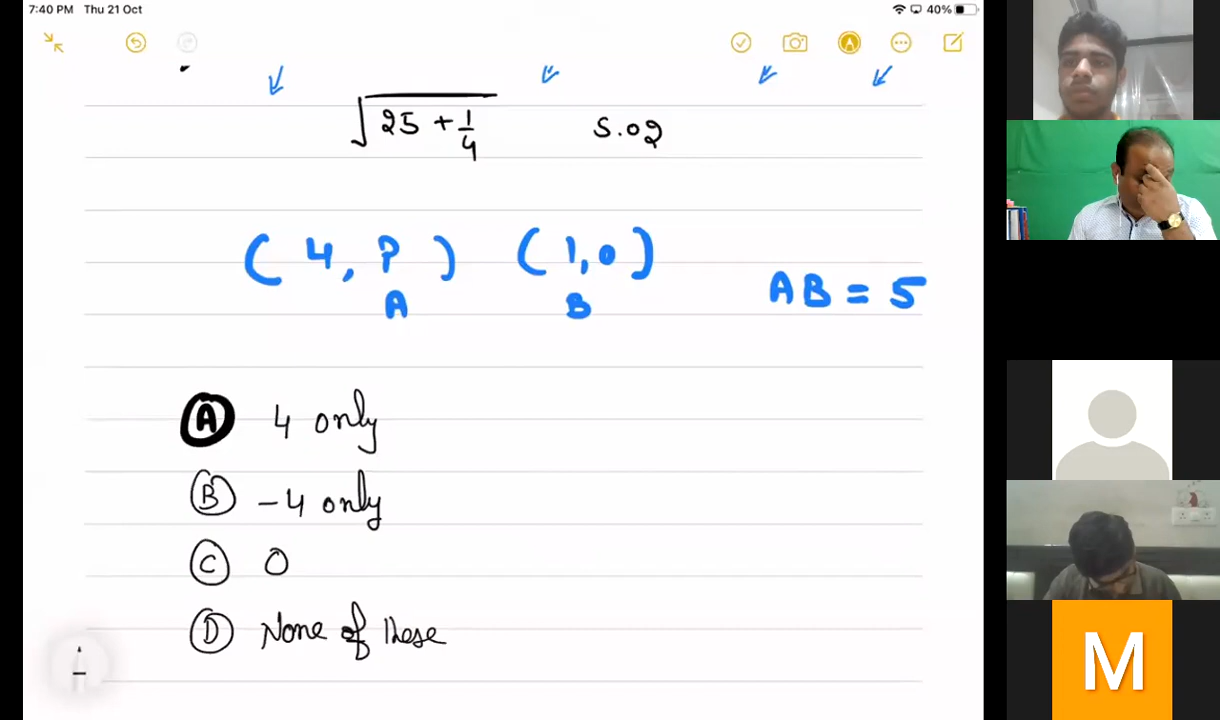 7:40 PM Thu 21 Oct 40%
√25 + 1/4 5.02
( 4, P ) ( 1, 0 )
A B AB = 5
A 4 only
B -4 only
C 0
D None of these
M